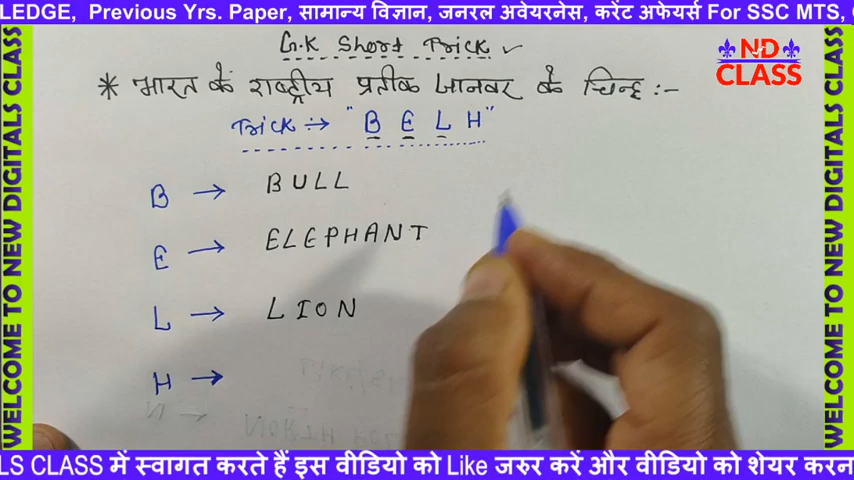 LEDGE, Previous Yrs. Paper, सामान्य विज्ञान, जनरल अवेयरनेस, करेंट अफेयर्स For SSC MTS,
G.K Short Trick ✓
ND CLASS
* भारत के राष्ट्रीय प्रतीक जानवर के चिन्ह :-
Trick :→ "B E L H"
B → BULL
E → ELEPHANT
L → LION
H →
WELCOME TO NEW DIGITALS CLASS
WELCOME TO NEW DIGITALS CLASS
LS CLASS में स्वागत करते हैं इस वीडियो को Like जरुर करें और वीडियो को शेयर करन